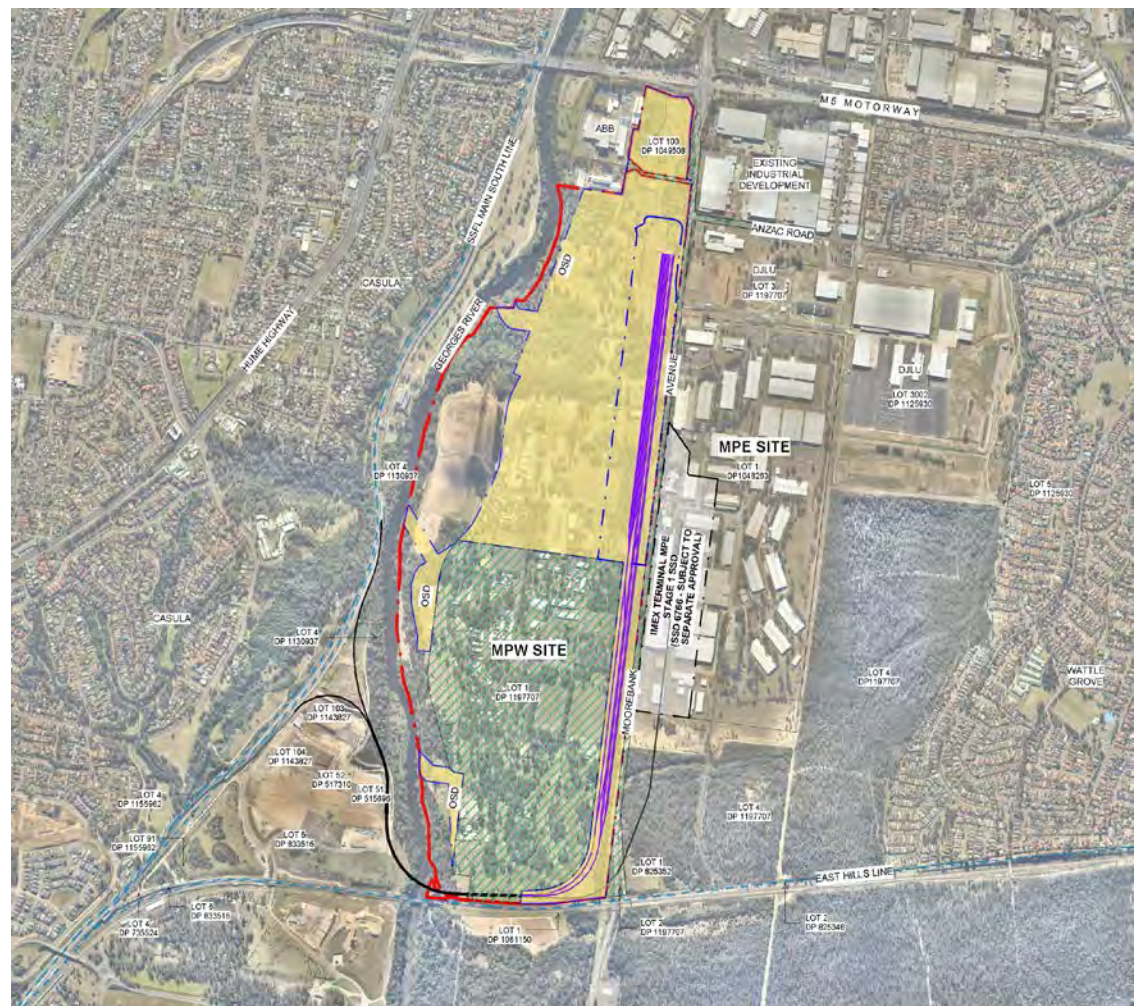 M5 MOTORWAY
ABB
LOT 100
DP 1049508
EXISTING
INDUSTRIAL
DEVELOPMENT
SSFL MAIN SOUTH LINE
ANZAC ROAD
OSD
DJLU
LOT 3
DP 1197707
CASULA
GEORGES RIVER
HUME HIGHWAY
AVENUE
DJLU
LOT 3002
DP 1125930
MPE SITE
LOT 1
DP1048263
LOT 4
DP 1130937
LOT 5
DP 1125930
IMEX TERMINAL MPE
STAGE 1 SSD
(SSD 6766 - SUBJECT TO
SEPARATE APPROVAL)
OSD
CASULA
LOT 4
DP 1130937
MPW SITE
LOT 1
DP 1197707
LOT 4
DP1197707
WATTLE
GROVE
MOOREBANK
LOT 103
DP 1143827
LOT 104
DP 1143827
LOT 52
DP 517310
LOT 51
DP 515696
LOT 4
DP 1155962
OSD
LOT 4
DP 1197707
LOT 91
DP 1155962
LOT 5
DP 833516
LOT 1
DP 825352
EAST HILLS LINE
LOT 6
DP 833516
LOT 4
DP 735524
LOT 1
DP 1061150
LOT 2
DP 1197707
LOT 2
DP 825348